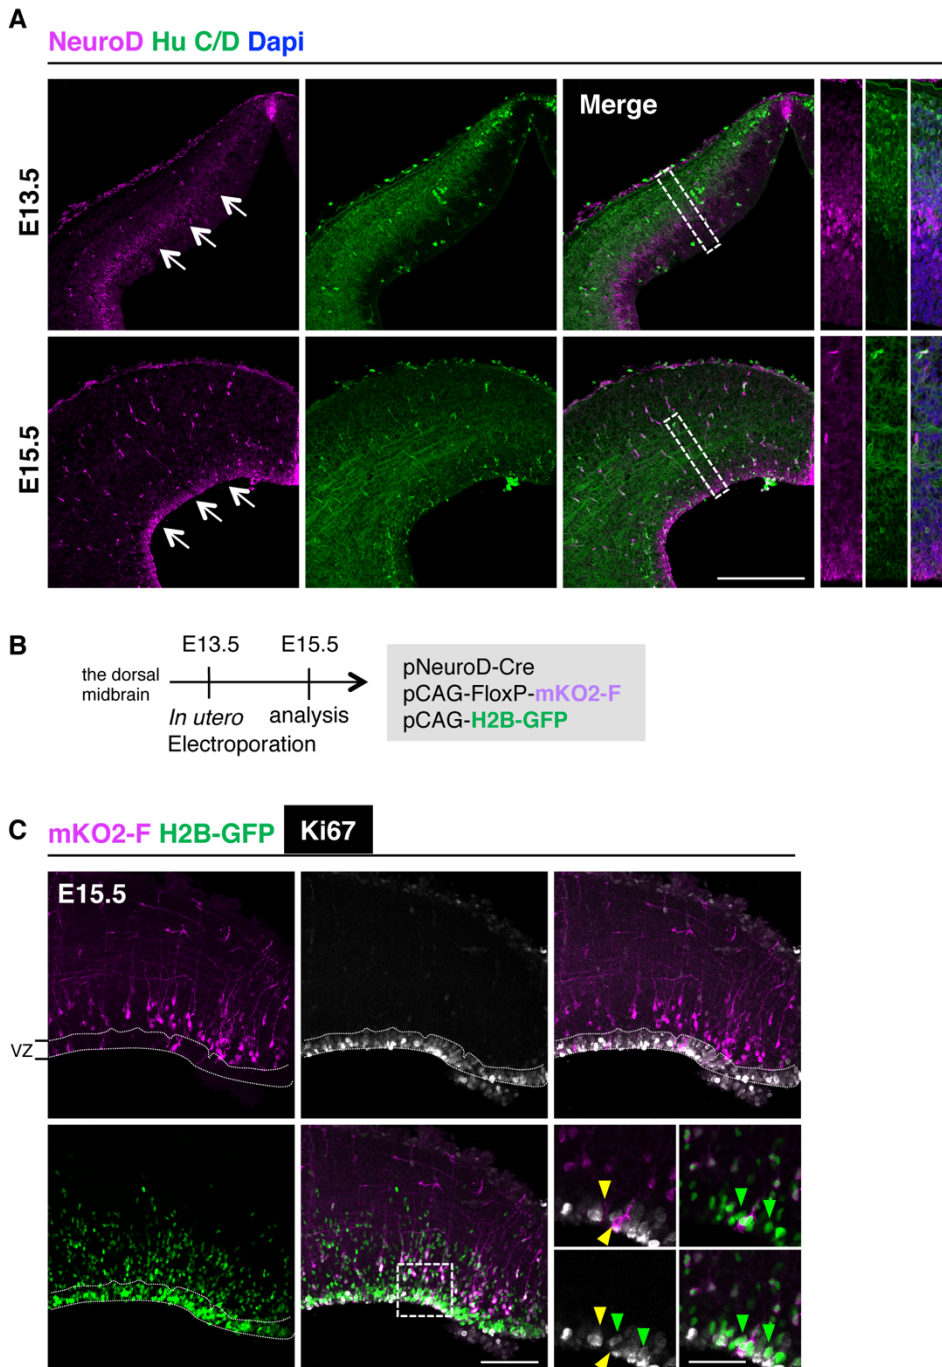 A
NeuroD Hu C/D Dapi
Merge
E13.5
E15.5
B
E13.5 E15.5
the dorsal
midbrain
In utero analysis
Electroporation
pNeuroD-Cre
pCAG-FloxP-mKO2-F
pCAG-H2B-GFP
C
mKO2-F H2B-GFP Ki67
E15.5
VZ